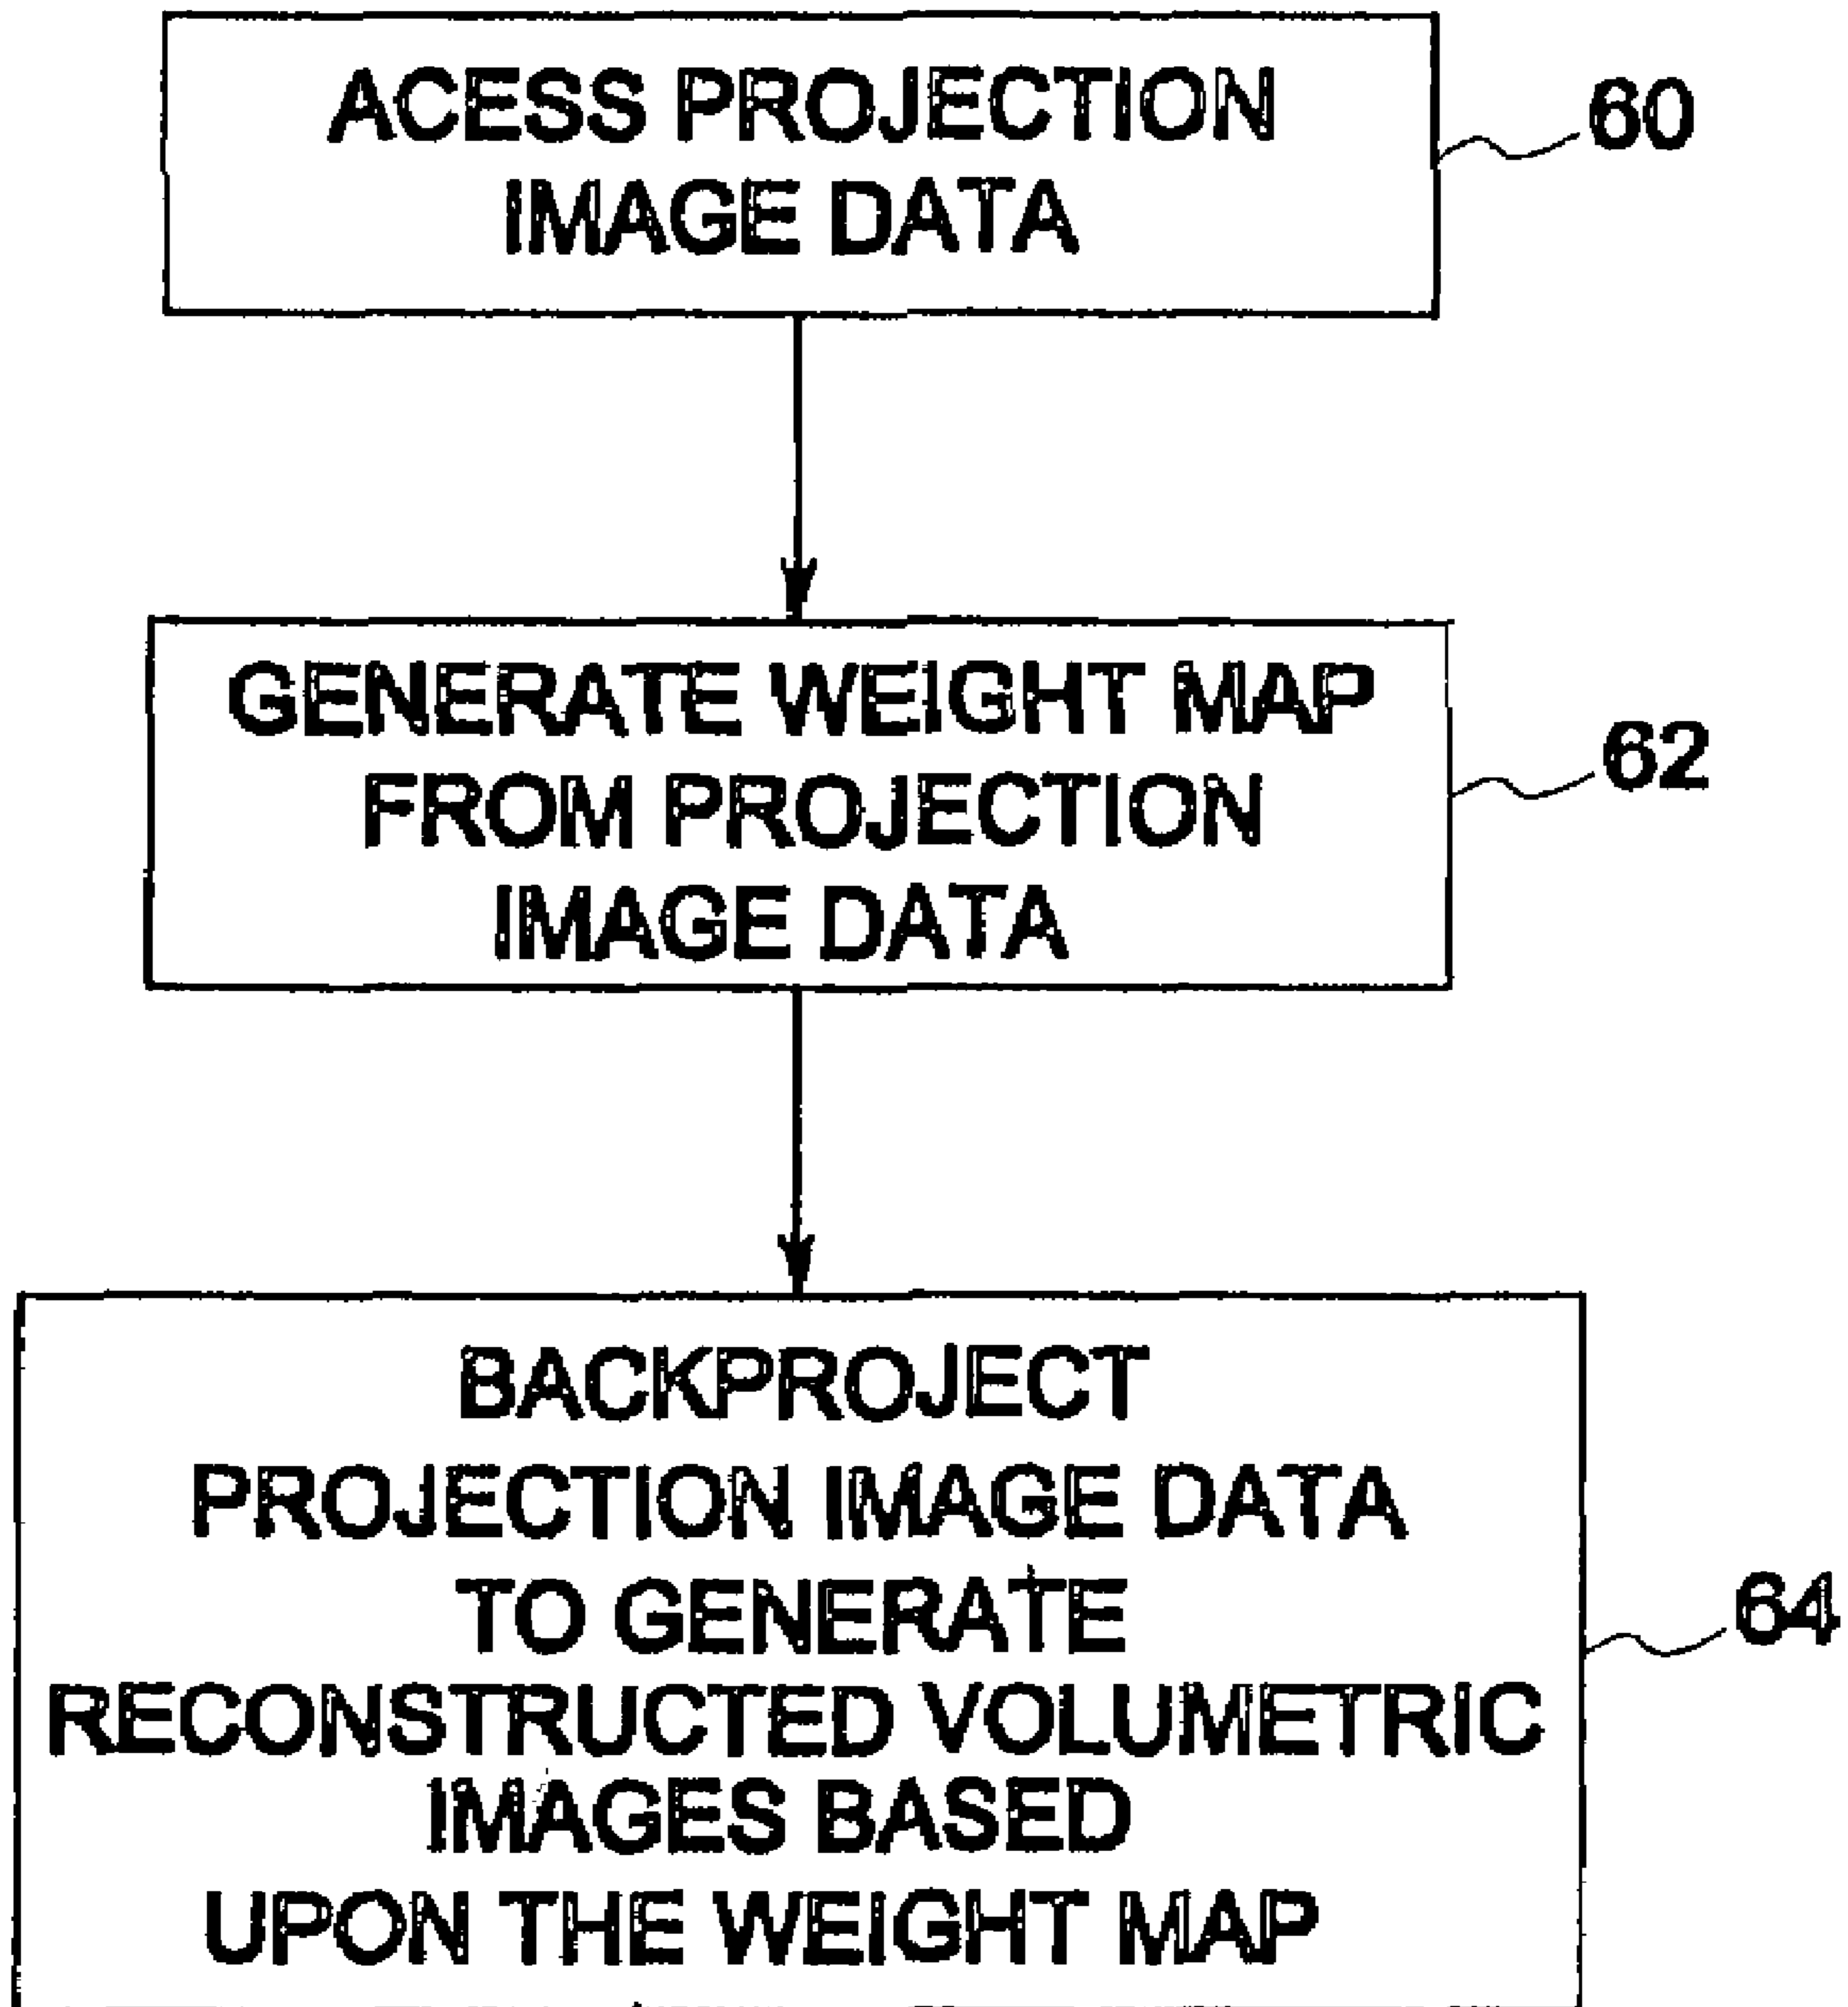 ACESS PROJECTION
IMAGE DATA
60
GENERATE WEIGHT MAP
FROM PROJECTION
IMAGE DATA
62
BACKPROJECT
PROJECTION IMAGE DATA
TO GENERATE
RECONSTRUCTED VOLUMETRIC
IMAGES BASED
UPON THE WEIGHT MAP
64